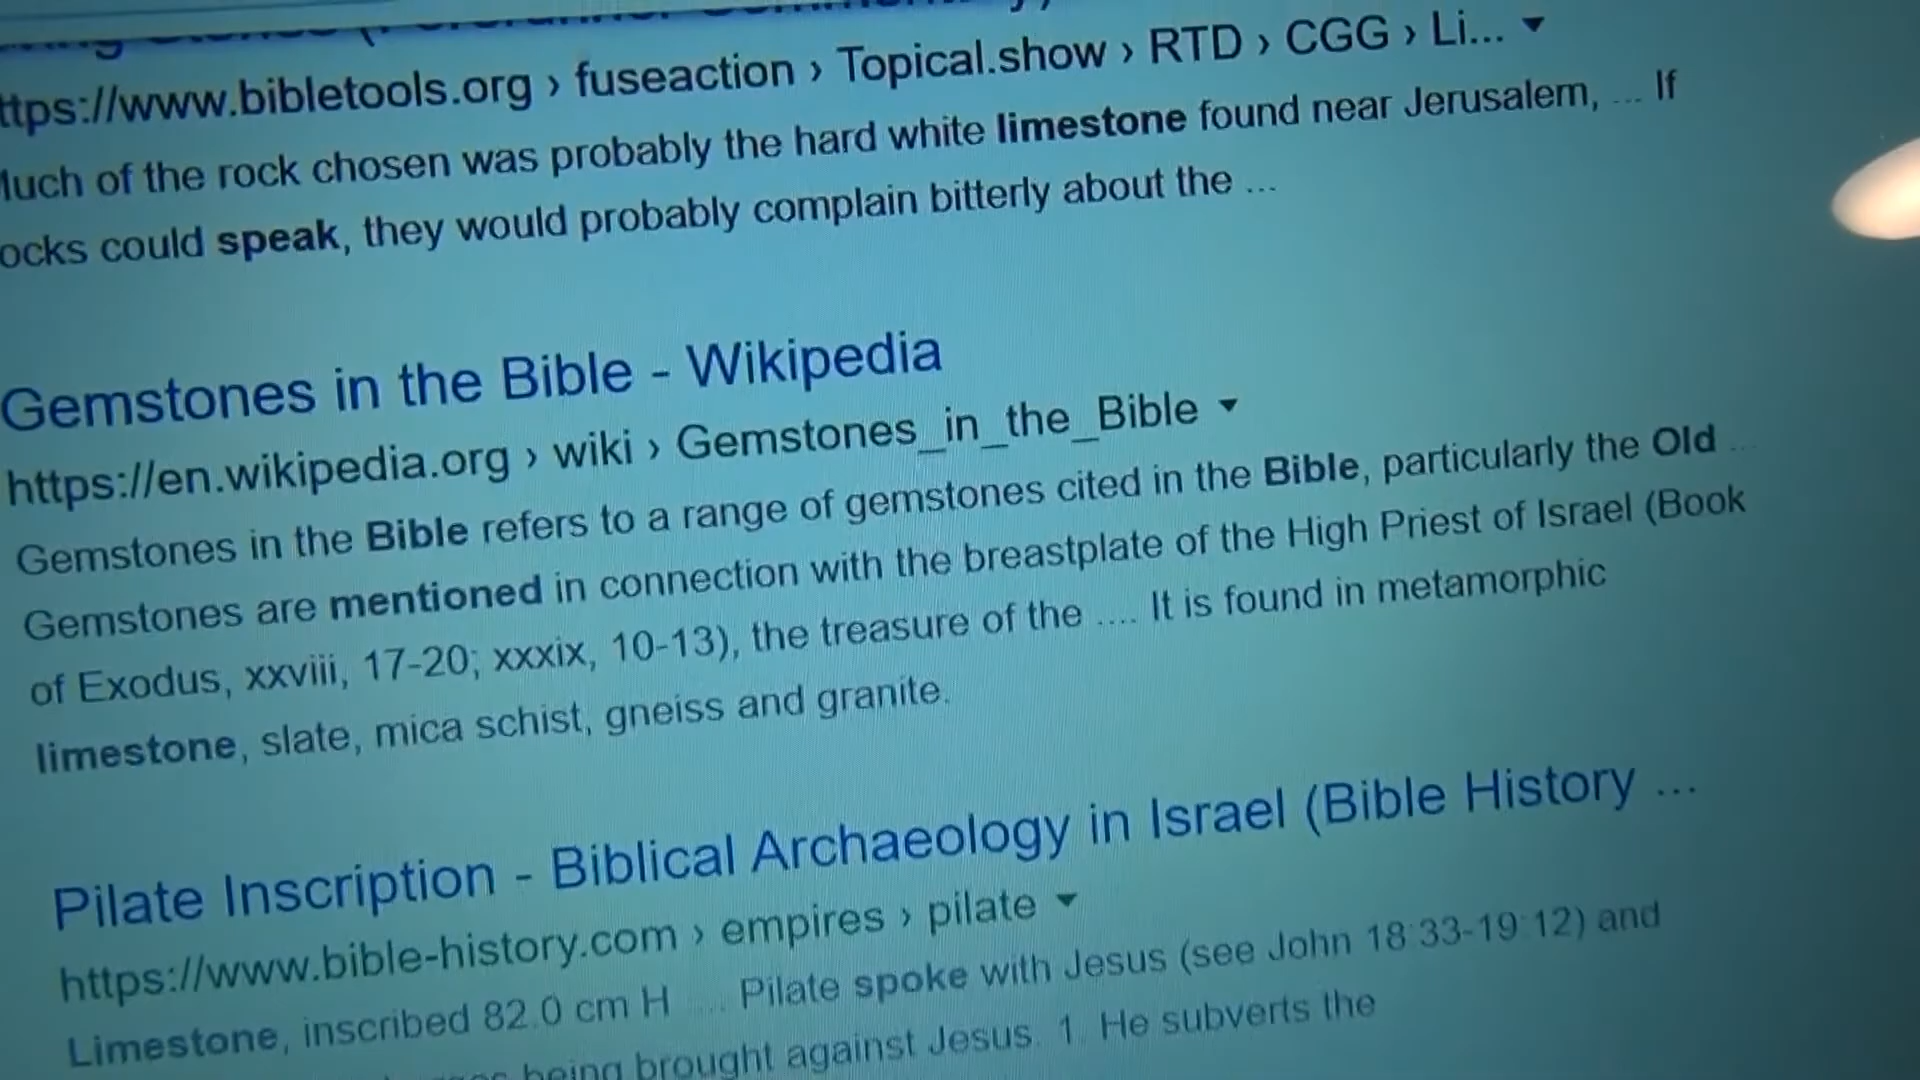 ttps://www.bibletools.org › fuseaction › Topical.show › RTD › CGG › Li... ▼
luch of the rock chosen was probably the hard white limestone found near Jerusalem, ... If
ocks could speak, they would probably complain bitterly about the ...
Gemstones in the Bible - Wikipedia
https://en.wikipedia.org › wiki › Gemstones_in_the_Bible ▼
Gemstones in the Bible refers to a range of gemstones cited in the Bible, particularly the Old ...
Gemstones are mentioned in connection with the breastplate of the High Priest of Israel (Book
of Exodus, xxviii, 17-20; xxxix, 10-13), the treasure of the .... It is found in metamorphic
limestone, slate, mica schist, gneiss and granite.
Pilate Inscription - Biblical Archaeology in Israel (Bible History ...
https://www.bible-history.com › empires › pilate ▼
Limestone, inscribed 82.0 cm H ... Pilate spoke with Jesus (see John 18:33-19:12) and
being brought against Jesus. 1. He subverts the